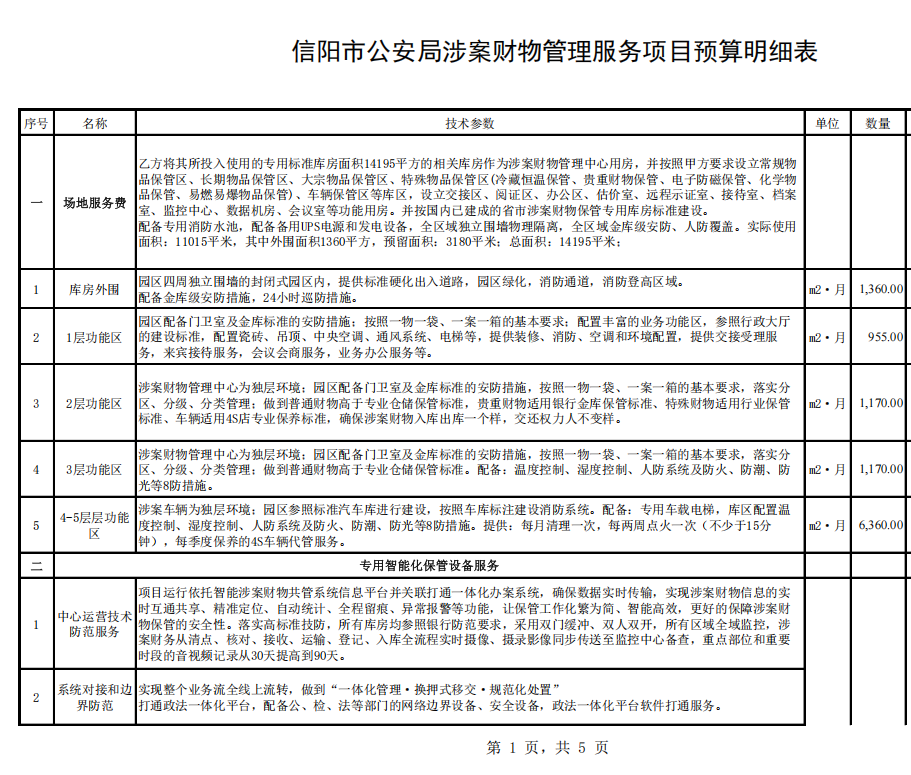 信阳市公安局涉案财物管理服务项目预算明细表
序号 名称 技术参数 单位 数量
一 场地服务费
乙方将其所投入使用的专用标准库房面积14195平方的相关库房作为涉案财物管理中心用房，并按照甲方要求设立常规物
品保管区、长期物品保管区、大宗物品保管区、特殊物品保管区(冷藏恒温保管、贵重财物保管、电子防磁保管、化学物
品保管、易燃易爆物品保管)、车辆保管区等库区，设立交接区、阅证区、办公区、估价室、远程示证室、接待室、档案
室、监控中心、数据机房、会议室等功能用房。并按国内已建成的省市涉案财物保管专用库房标准建设。
配备专用消防水池，配备备用UPS电源和发电设备，全区域独立围墙物理隔离，全区域金库级安防、人防覆盖。实际使用
面积：11015平米，其中外围面积1360平方，预留面积：3180平米；总面积：14195平米；
1 库房外围
园区四周独立围墙的封闭式园区内，提供标准硬化出入道路，园区绿化，消防通道，消防登高区域。
配备金库级安防措施，24小时巡防措施。
m2·月 1,360.00
2 1层功能区
园区配备门卫室及金库标准的安防措施；按照一物一袋、一案一箱的基本要求；配置丰富的业务功能区，参照行政大厅
的建设标准，配置瓷砖、吊顶、中央空调、通风系统、电梯等，提供装修、消防、空调和环境配置，提供交接受理服
务，来宾接待服务，会议会商服务，业务办公服务等。
m2·月 955.00
3 2层功能区
涉案财物管理中心为独层环境；园区配备门卫室及金库标准的安防措施，按照一物一袋、一案一箱的基本要求，落实分
区、分级、分类管理；做到普通财物高于专业仓储保管标准，贵重财物适用银行金库保管标准、特殊财物适用行业保管
标准、车辆适用4S店专业保养标准，确保涉案财物入库出库一个样，交还权力人不变样。
m2·月 1,170.00
4 3层功能区
涉案财物管理中心为独层环境；园区配备门卫室及金库标准的安防措施，按照一物一袋、一案一箱的基本要求，落实分
区、分级、分类管理；做到普通财物高于专业仓储保管标准。配备：温度控制、湿度控制、人防系统及防火、防潮、防
光等8防措施。
m2·月 1,170.00
5 4-5层层功能
区
涉案车辆为独层环境；园区参照标准汽车库进行建设，按照车库标注建设消防系统。配备：专用车载电梯，库区配置温
度控制、湿度控制、人防系统及防火、防潮、防光等8防措施。提供：每月清理一次，每两周点火一次（不少于15分
钟），每季度保养的4S车辆代管服务。
m2·月 6,360.00
二 专用智能化保管设备服务
1 中心运营技术
防范服务
项目运行依托智能涉案财物共管系统信息平台并关联打通一体化办案系统，确保数据实时传输，实现涉案财物信息的实
时互通共享、精准定位、自动统计、全程留痕、异常报警等功能，让保管工作化繁为简、智能高效，更好的保障涉案财
物保管的安全性。落实高标准技防，所有库房均参照银行防范要求，采用双门缓冲、双人双开，所有区域全域监控，涉
案财务从清点、核对、接收、运输、登记、入库全流程实时摄像、摄录影像同步传送至监控中心备查，重点部位和重要
时段的音视频记录从30天提高到90天。
2 系统对接和边
界防范
实现整个业务流全线上流转，做到“一体化管理·换押式移交·规范化处置”
打通政法一体化平台，配备公、检、法等部门的网络边界设备、安全设备，政法一体化平台软件打通服务。
第 1 页，共 5 页